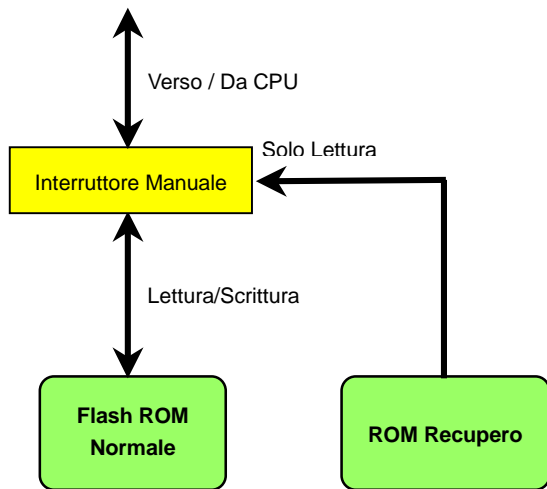 Verso / Da CPU
Solo Lettura
Interruttore Manuale
Lettura/Scrittura
Flash ROM
Normale
ROM Recupero